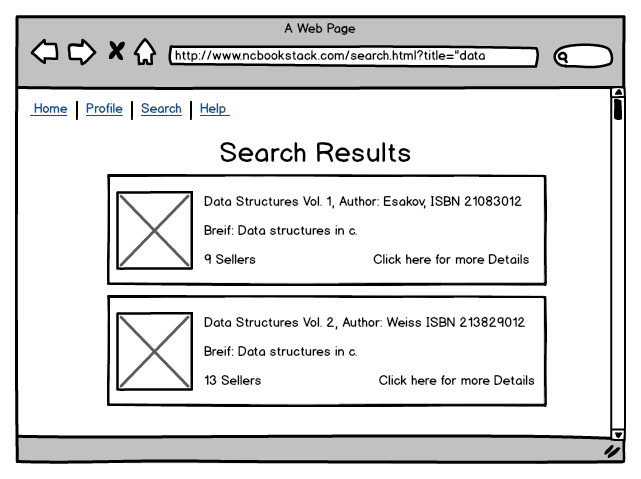 A Web Page
http://www.ncbookstack.com/search.html?title="data
Home Profile Search Help
Search Results
Data Structures Vol. 1, Author: Esakov, ISBN 21083012
Breif: Data structures in c.
9 Sellers Click here for more Details
Data Structures Vol. 2, Author: Weiss ISBN 213829012
Breif: Data structures in c.
13 Sellers Click here for more Details